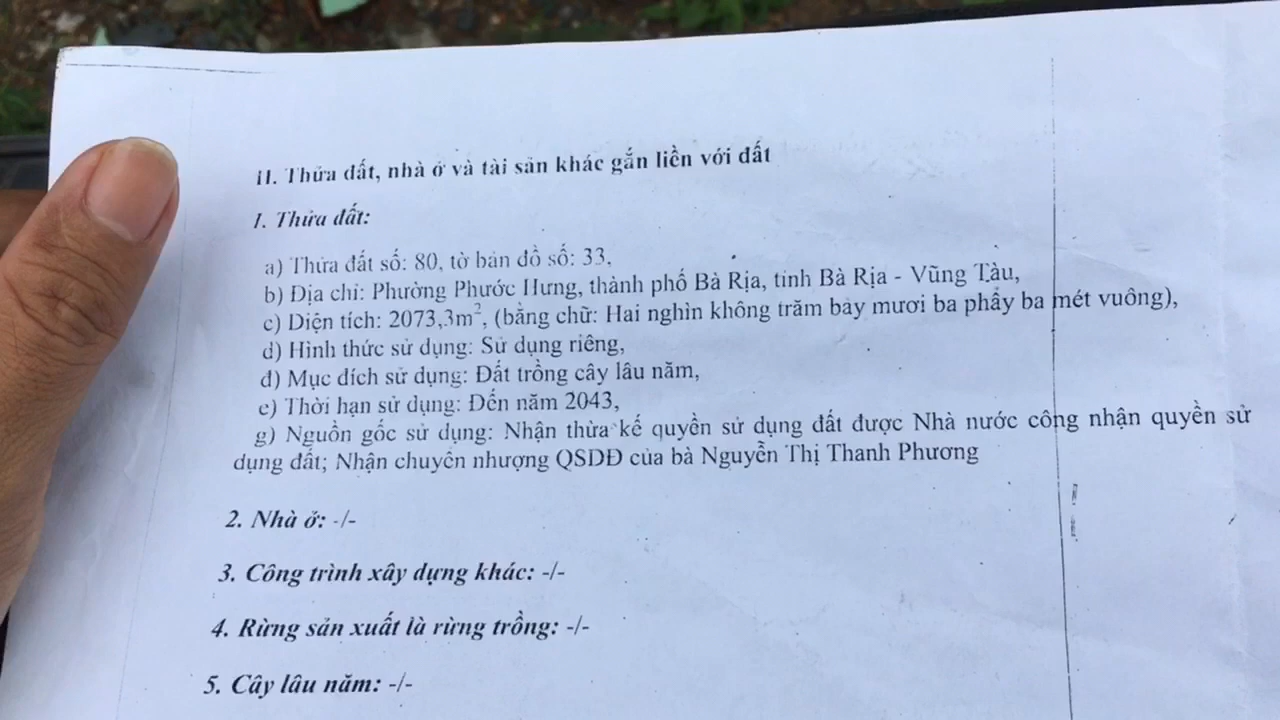 II. Thửa đất, nhà ở và tài sản khác gắn liền với đất
1. Thửa đất:
a) Thửa đất số: 80, tờ bản đồ số: 33,
b) Địa chỉ: Phường Phước Hưng, thành phố Bà Rịa, tỉnh Bà Rịa - Vũng Tàu,
c) Diện tích: 2073,3m², (bằng chữ: Hai nghìn không trăm bảy mươi ba phẩy ba mét vuông),
d) Hình thức sử dụng: Sử dụng riêng,
đ) Mục đích sử dụng: Đất trồng cây lâu năm,
e) Thời hạn sử dụng: Đến năm 2043,
g) Nguồn gốc sử dụng: Nhận thừa kế quyền sử dụng đất được Nhà nước công nhận quyền sử
dụng đất; Nhận chuyển nhượng QSDĐ của bà Nguyễn Thị Thanh Phương
2. Nhà ở: -/-
3. Công trình xây dựng khác: -/-
4. Rừng sản xuất là rừng trồng: -/-
5. Cây lâu năm: -/-